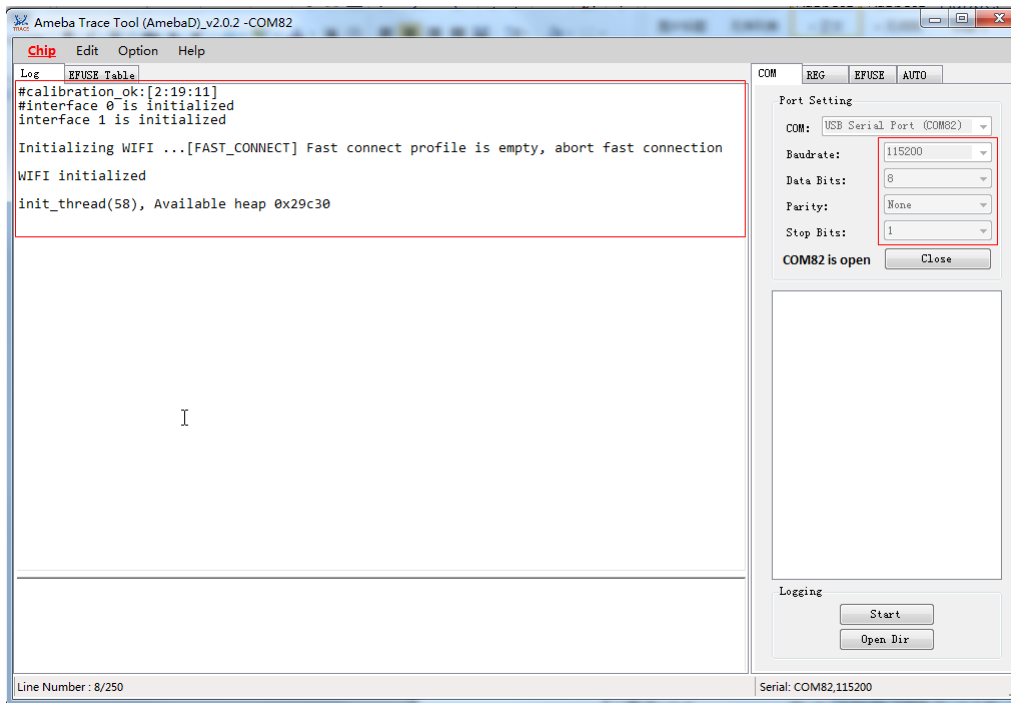 TRACE
Ameba Trace Tool (AmebaD)_v2.0.2 -COM82
Chip Edit Option Help
Log EFUSE Table
#calibration_ok:[2:19:11]
#interface 0 is initialized
interface 1 is initialized
Initializing WIFI ...[FAST_CONNECT] Fast connect profile is empty, abort fast connection
WIFI initialized
init_thread(58), Available heap 0x29c30
COM REG EFUSE AUTO
Port Setting
COM: USB Serial Port (COM82)
Baudrate: 115200
Data Bits: 8
Parity: None
Stop Bits: 1
COM82 is open Close
Logging
Start
Open Dir
Line Number : 8/250
Serial: COM82,115200